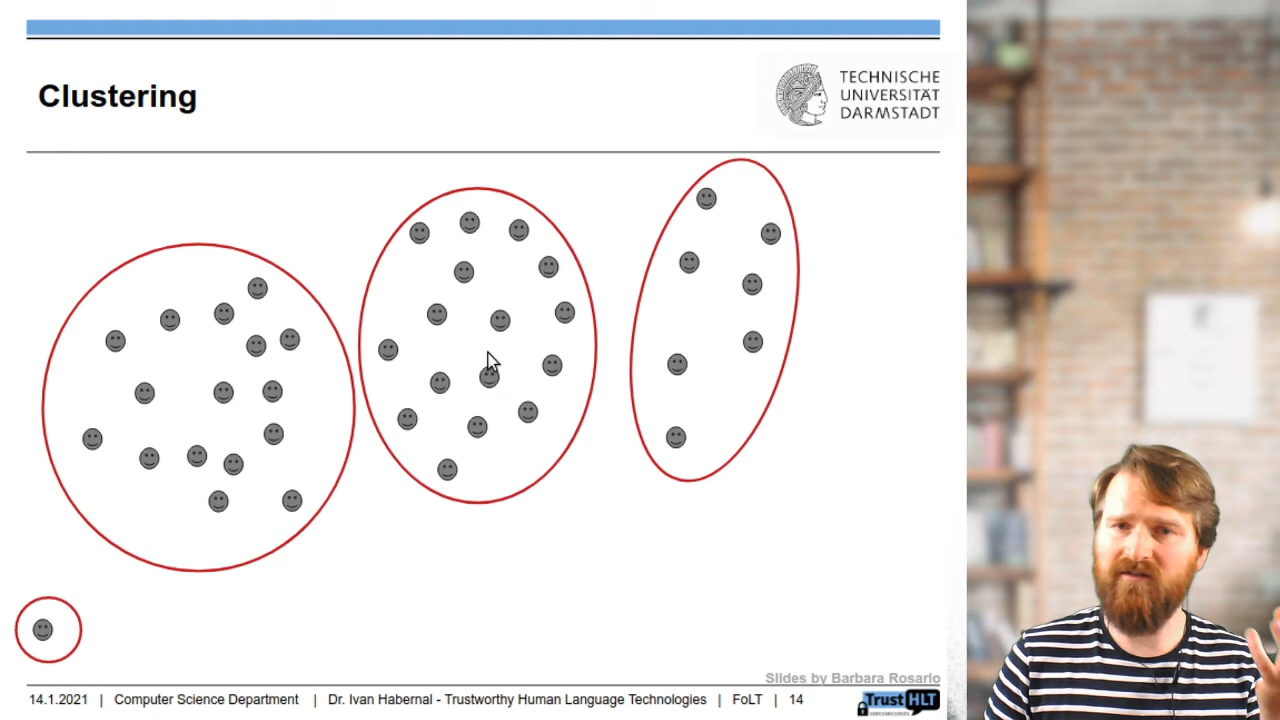 Clustering
TECHNISCHE
UNIVERSITÄT
DARMSTADT
Slides by Barbara Rosario
14.1.2021 | Computer Science Department | Dr. Ivan Habernal - Trustworthy Human Language Technologies | FoLT | 14
TrustHLT